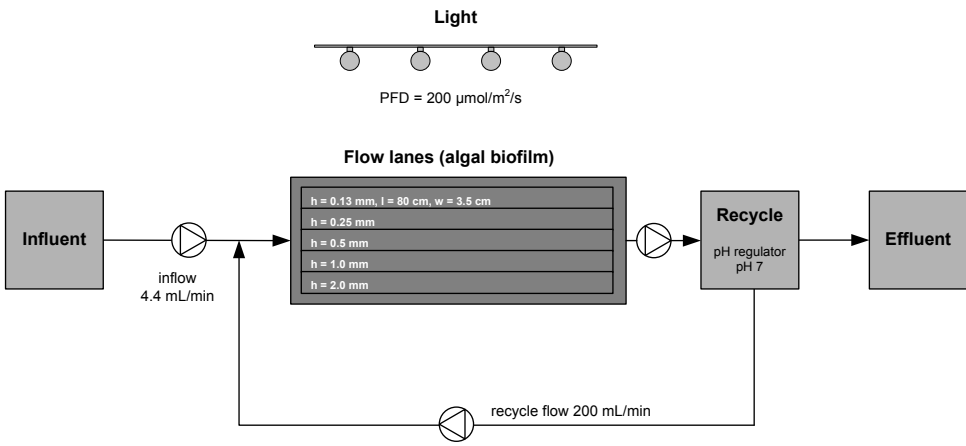 Light
PFD = 200 µmol/m²/s
Flow lanes (algal biofilm)
h = 0.13 mm, l = 80 cm, w = 3.5 cm
h = 0.25 mm
h = 0.5 mm
h = 1.0 mm
h = 2.0 mm
Influent
inflow
4.4 mL/min
Recycle
pH regulator
pH 7
Effluent
recycle flow 200 mL/min